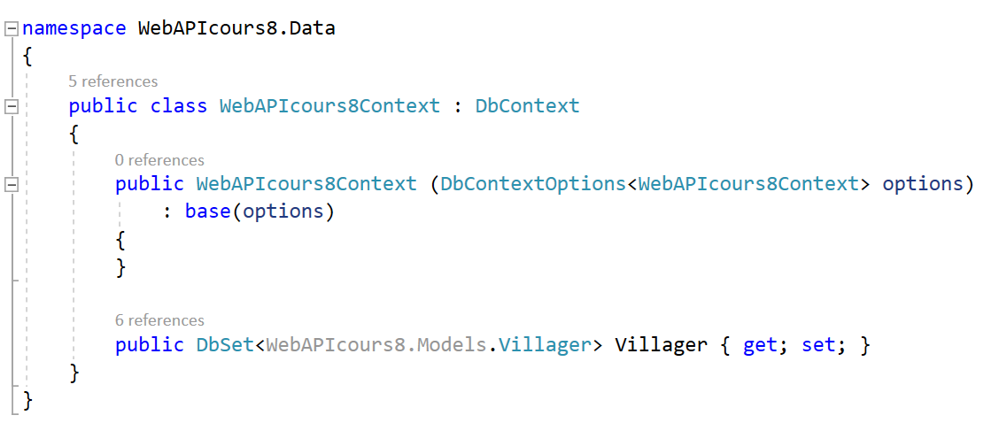 namespace WebAPIcours8.Data
{
5 references
public class WebAPIcours8Context : DbContext
{
0 references
public WebAPIcours8Context (DbContextOptions<WebAPIcours8Context> options)
: base(options)
{
}
6 references
public DbSet<WebAPIcours8.Models.Villager> Villager { get; set; }
}
}